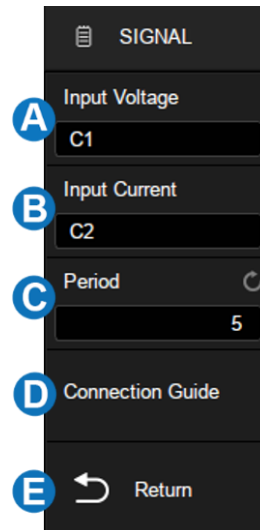 SIGNAL
A
Input Voltage
C1
B
Input Current
C2
C
Period
5
D
Connection Guide
E
Return